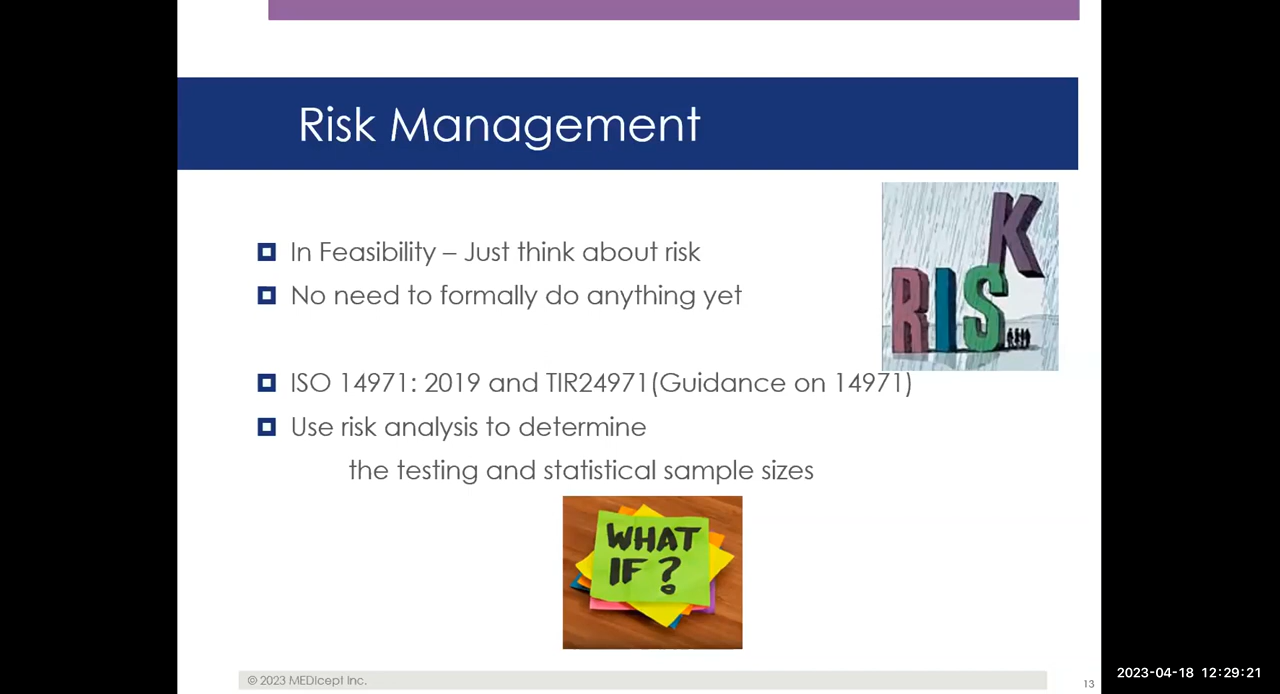 Risk Management
RISK
In Feasibility – Just think about risk
No need to formally do anything yet
ISO 14971: 2019 and TIR24971(Guidance on 14971)
Use risk analysis to determine
the testing and statistical sample sizes
WHAT
IF ?
© 2023 MEDIcept Inc.
13
2023-04-18 12:29:21